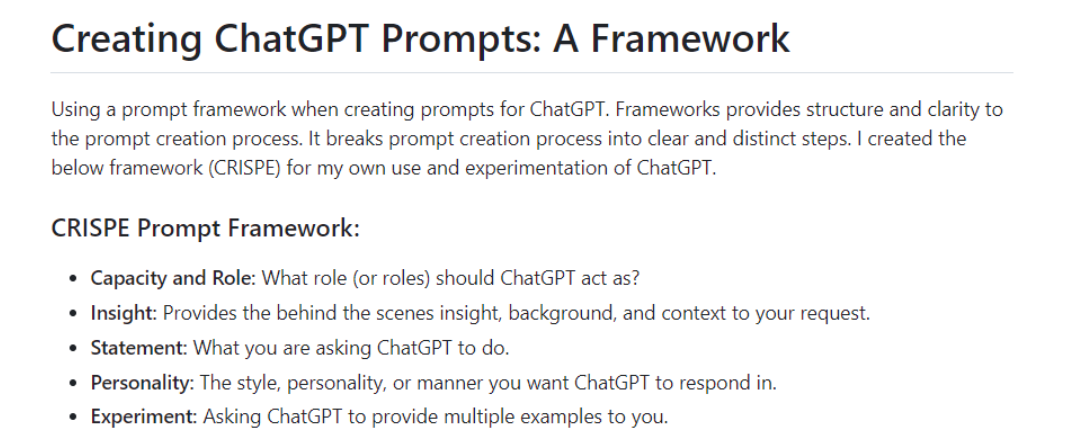 Creating ChatGPT Prompts: A Framework
Using a prompt framework when creating prompts for ChatGPT. Frameworks provides structure and clarity to
the prompt creation process. It breaks prompt creation process into clear and distinct steps. I created the
below framework (CRISPE) for my own use and experimentation of ChatGPT.
CRISPE Prompt Framework:
• Capacity and Role: What role (or roles) should ChatGPT act as?
• Insight: Provides the behind the scenes insight, background, and context to your request.
• Statement: What you are asking ChatGPT to do.
• Personality: The style, personality, or manner you want ChatGPT to respond in.
• Experiment: Asking ChatGPT to provide multiple examples to you.